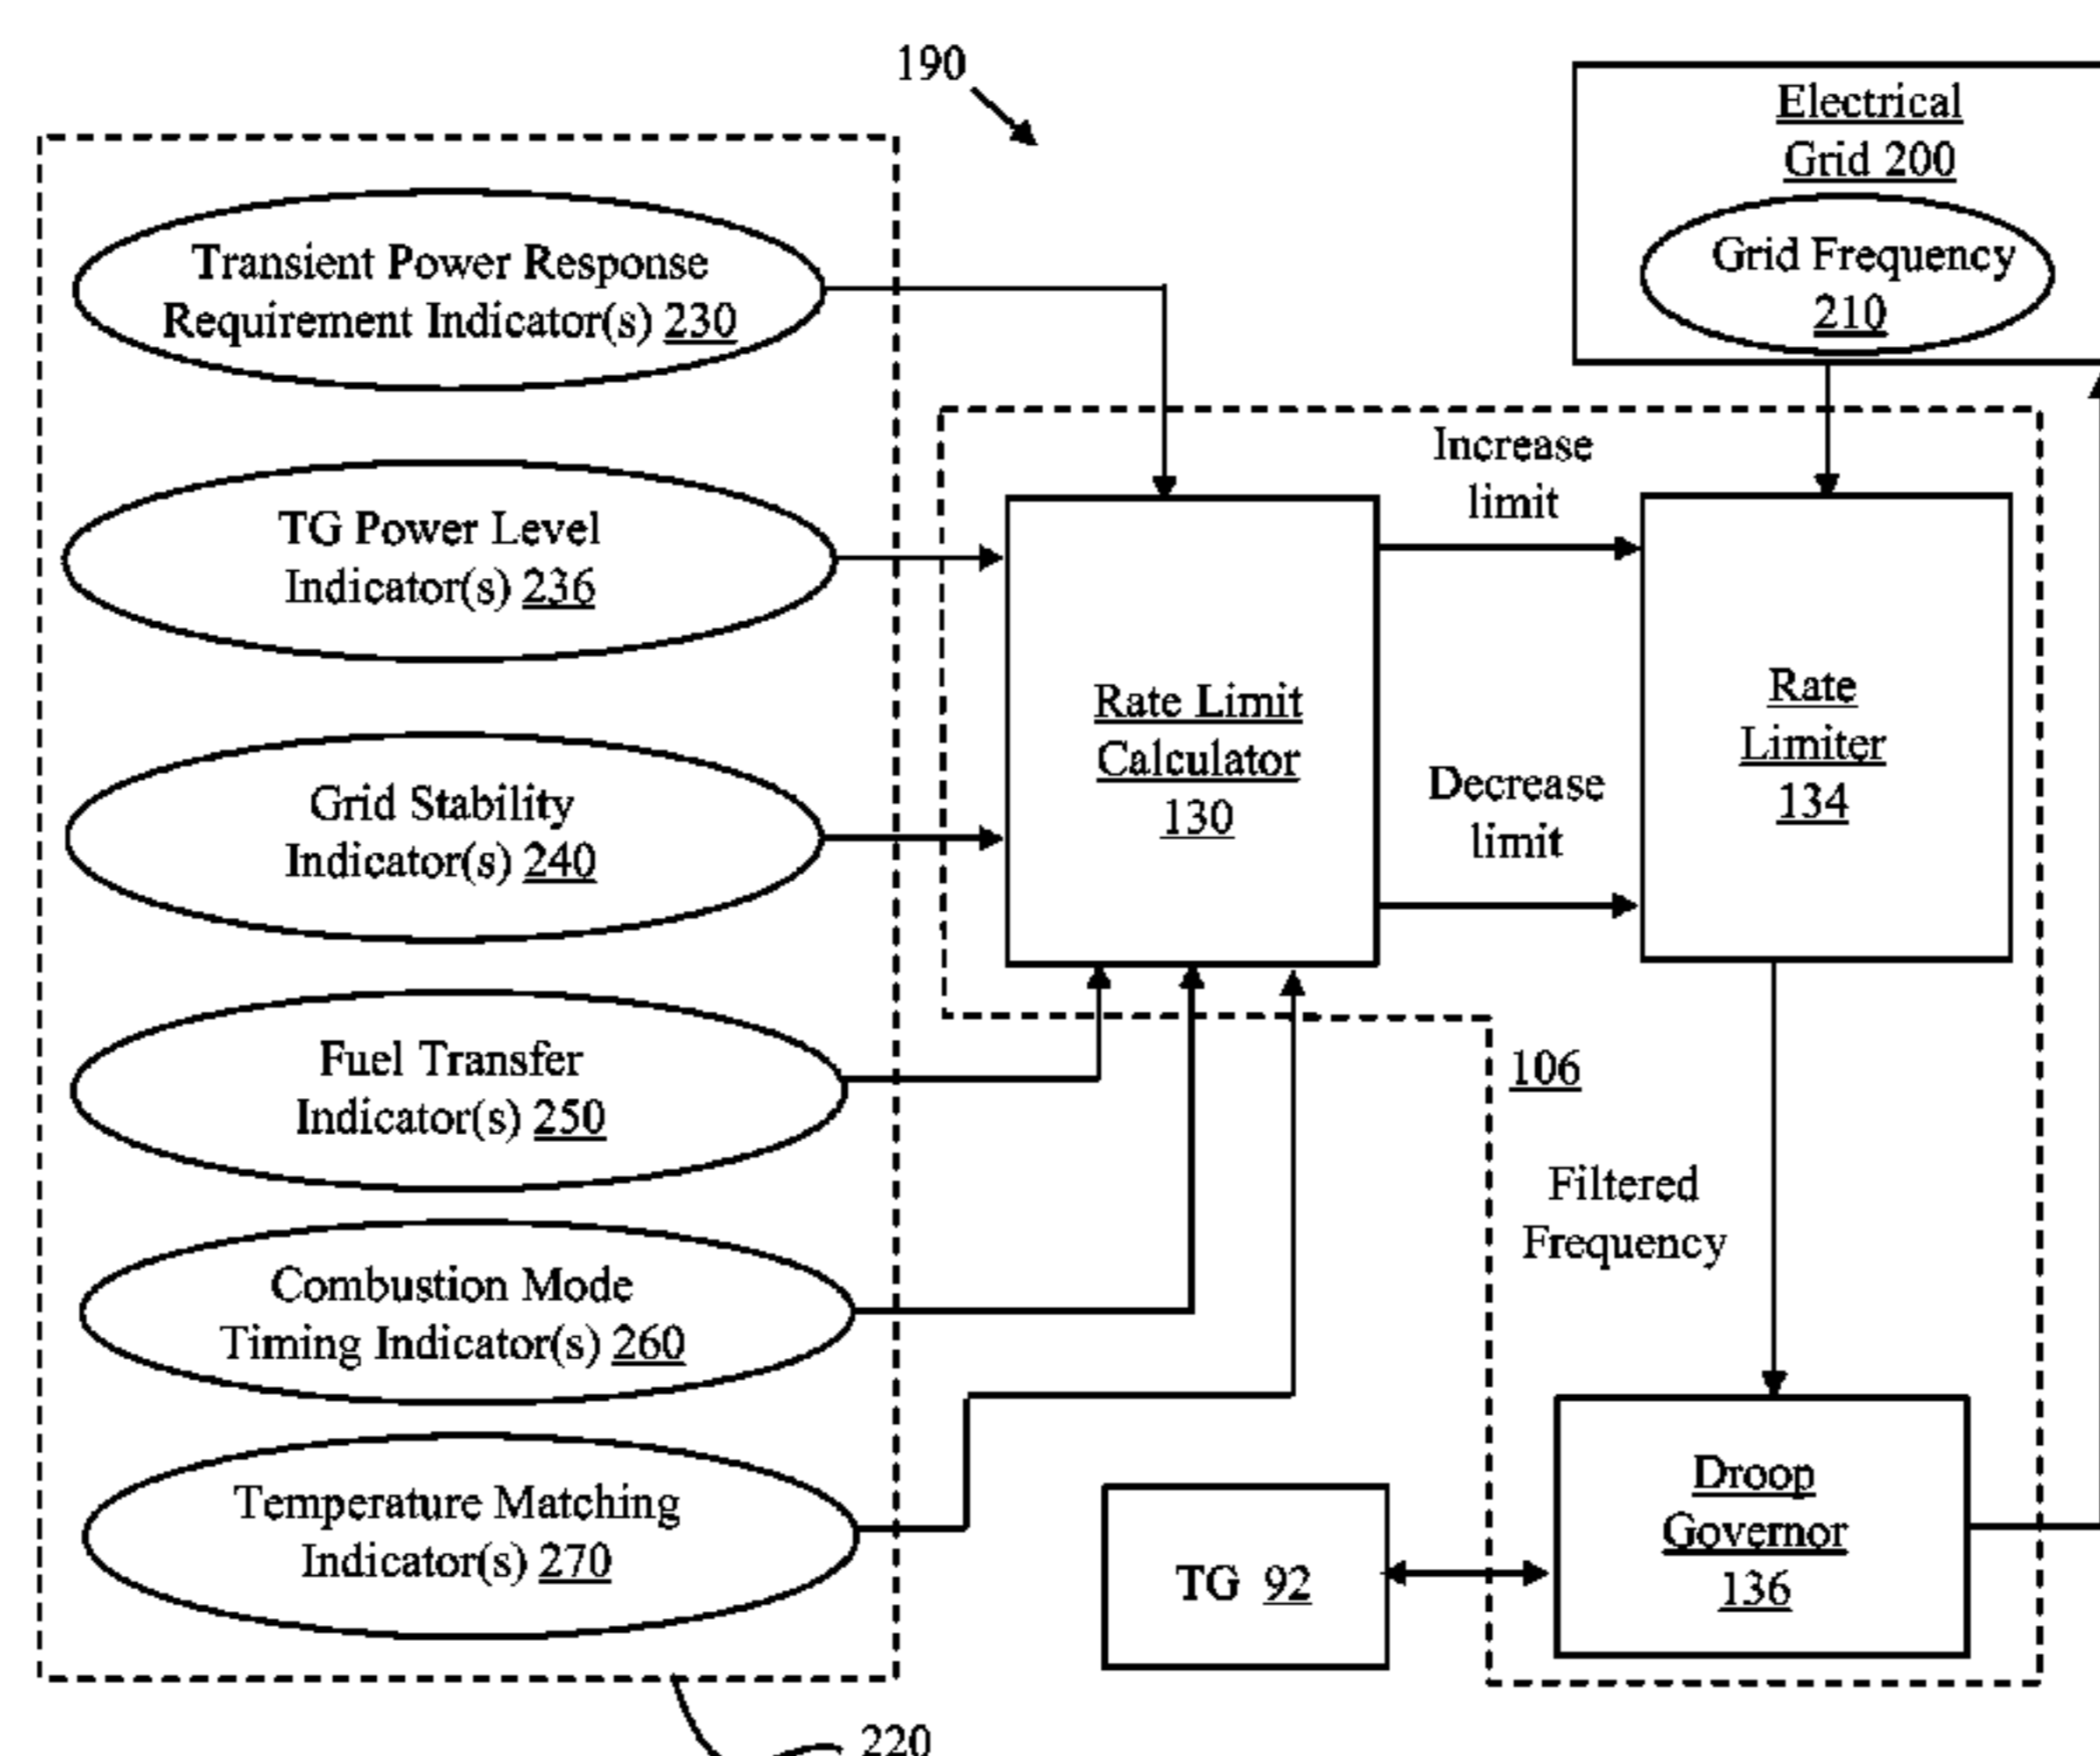 190
Electrical
Grid 200
Grid Frequency
210
Transient Power Response
Requirement Indicator(s) 230
TG Power Level
Indicator(s) 236
Grid Stability
Indicator(s) 240
Fuel Transfer
Indicator(s) 250
Combustion Mode
Timing Indicator(s) 260
Temperature Matching
Indicator(s) 270
220
Rate Limit
Calculator
130
Increase
limit
Decrease
limit
Rate
Limiter
134
106
Filtered
Frequency
TG 92
Droop
Governor
136